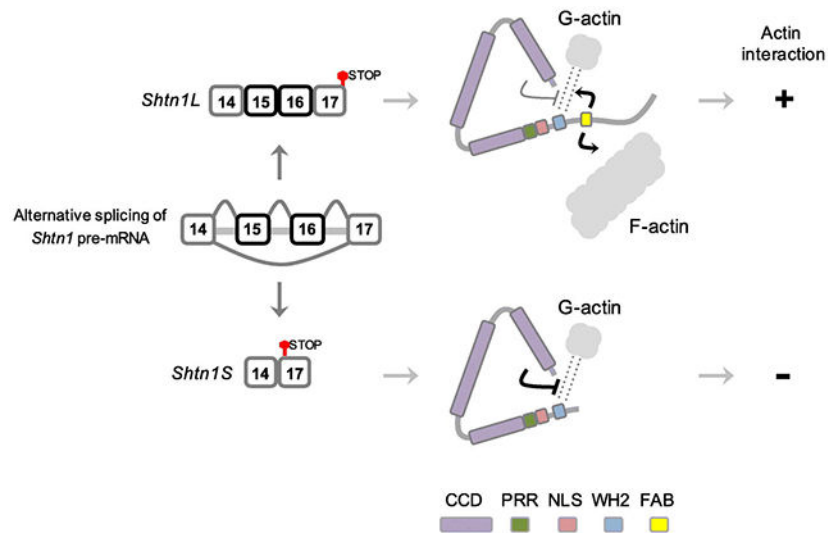 G-actin
Actin
interaction
STOP
Shtn1L
14 15 16 17
+
F-actin
Alternative splicing of
Shtn1 pre-mRNA
14 15 16 17
G-actin
STOP
Shtn1S
14 17
-
CCD PRR NLS WH2 FAB